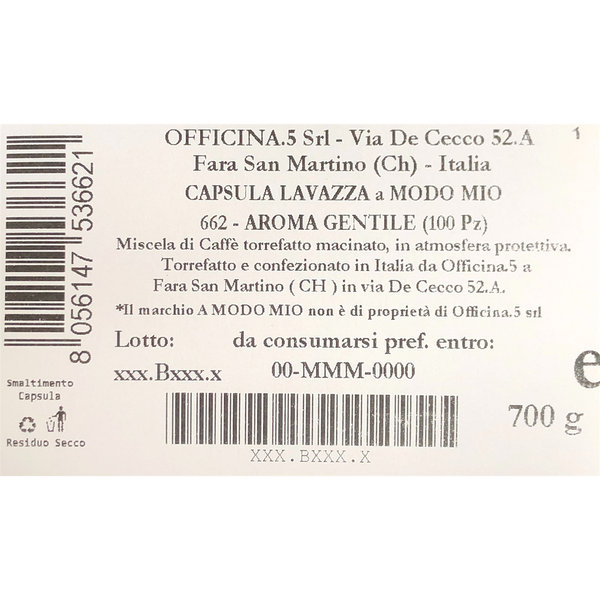 OFFICINA.5 Srl - Via De Cecco 52.A
1
Fara San Martino (Ch) - Italia
CAPSULA LAVAZZA a MODO MIO
662 - AROMA GENTILE (100 Pz)
Miscela di Caffè torrefatto macinato, in atmosfera protettiva.
Torrefatto e confezionato in Italia da Officina.5 a
Fara San Martino ( CH ) in via De Cecco 52.A.
*Il marchio A MODO MIO non è di proprietà di Officina.5 srl
Lotto: da consumarsi pref. entro:
xxx.Bxxx.x 00-MMM-0000
e
700 g
XXX.BXXX.X
8 056147 536621
Smaltimento
Capsula
Residuo Secco